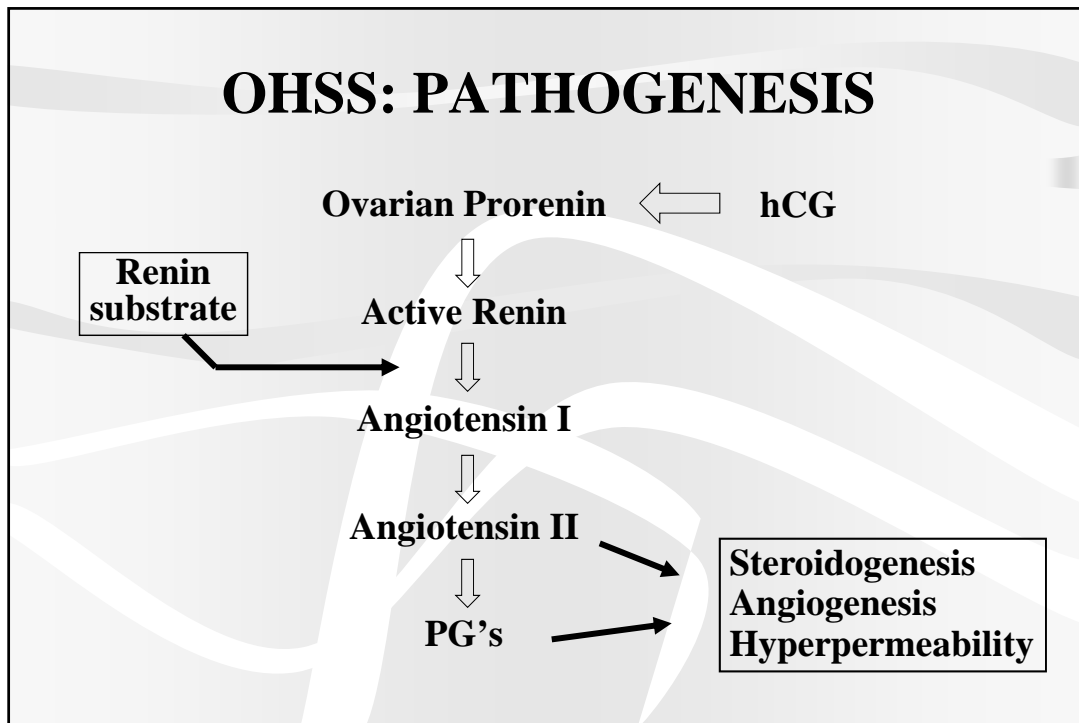 OHSS: PATHOGENESIS
Ovarian Prorenin
hCG
Renin
substrate
Active Renin
Angiotensin I
Angiotensin II
Steroidogenesis
Angiogenesis
Hyperpermeability
PG’s